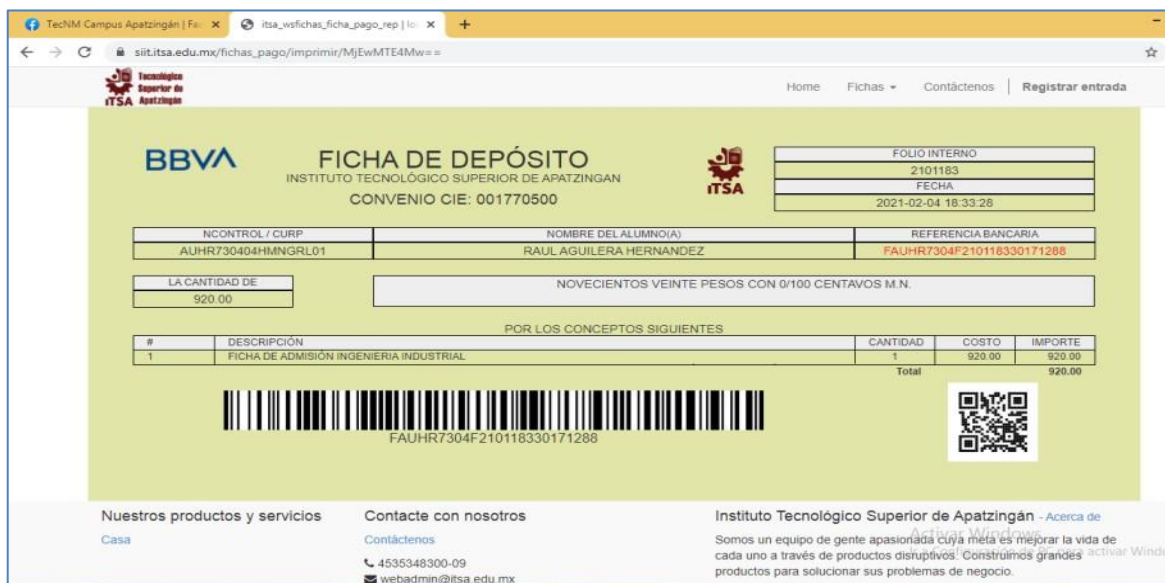 TecNM Campus Apatzingán | Fac
itsa_wsfichas_ficha_pago_rep | loc
siit.itsa.edu.mx/fichas_pago/imprimir/MjEwMTE4Mw==
Tecnológico
Superior de
ITSA Apatzingán
Home Fichas Contáctenos Registrar entrada
BBVA
FICHA DE DEPÓSITO
INSTITUTO TECNOLÓGICO SUPERIOR DE APATZINGAN
CONVENIO CIE: 001770500
ITSA
FOLIO INTERNO
2101183
FECHA
2021-02-04 18:33:28
NCONTROL / CURP NOMBRE DEL ALUMNO(A) REFERENCIA BANCARIA
AUHR730404HMNGRL01 RAUL AGUILERA HERNANDEZ FAUHR7304F210118330171288
LA CANTIDAD DE
920.00
NOVECIENTOS VEINTE PESOS CON 0/100 CENTAVOS M.N.
POR LOS CONCEPTOS SIGUIENTES
# DESCRIPCIÓN CANTIDAD COSTO IMPORTE
1 FICHA DE ADMISIÓN INGENIERIA INDUSTRIAL 1 920.00 920.00
Total 920.00
FAUHR7304F210118330171288
Nuestros productos y servicios
Casa
Contacte con nosotros
Contáctenos
4535348300-09
webadmin@itsa.edu.mx
Instituto Tecnológico Superior de Apatzingán - Acerca de
Somos un equipo de gente apasionada cuya meta es mejorar la vida de
cada uno a través de productos disruptivos. Construimos grandes
productos para solucionar sus problemas de negocio.
Activar Windows
activar Wind